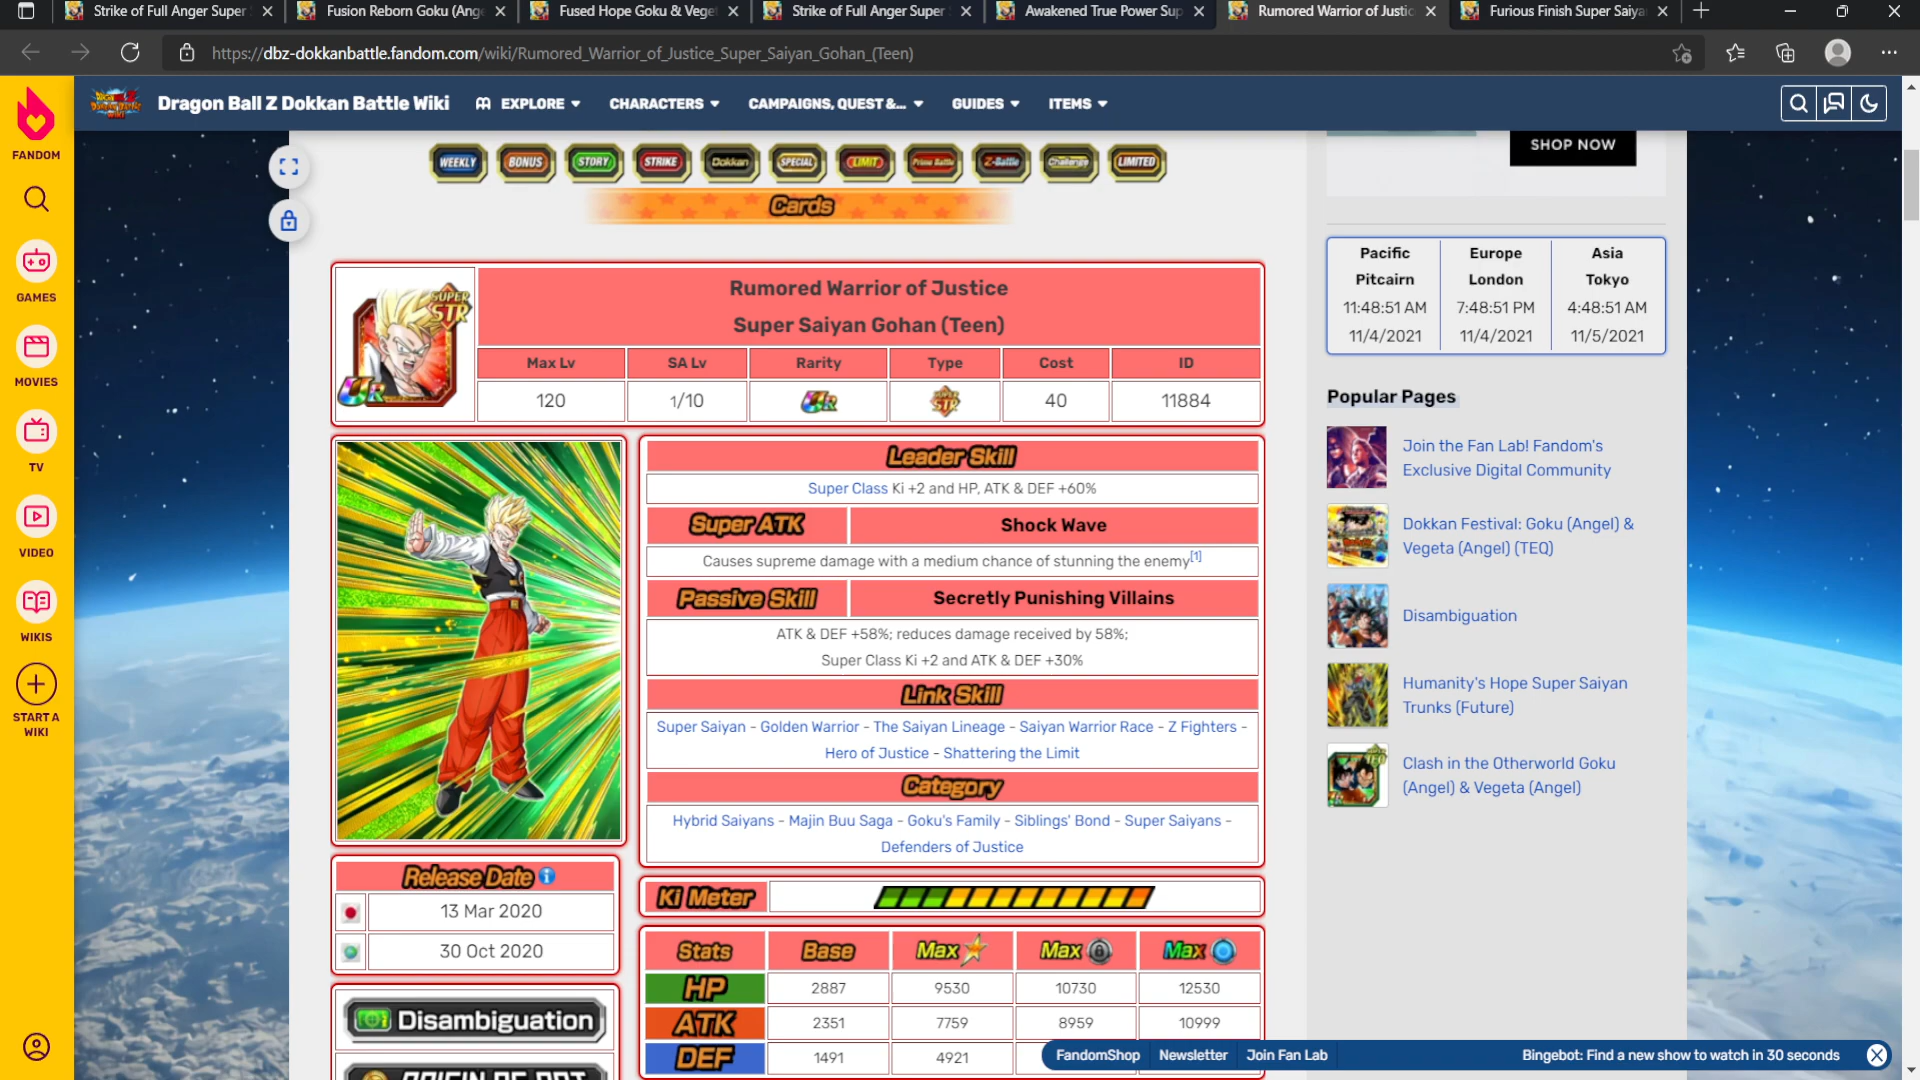 Strike of Full Anger Super
Fusion Reborn Goku (Ang
Fused Hope Goku & Veget
Strike of Full Anger Super
Awakened True Power Sup
Rumored Warrior of Justic
Furious Finish Super Saiya
https://dbz-dokkanbattle.fandom.com/wiki/Rumored_Warrior_of_Justice_Super_Saiyan_Gohan_(Teen)
Dragon Ball Z Dokkan Battle Wiki
EXPLORE
CHARACTERS
CAMPAIGNS, QUEST &...
GUIDES
ITEMS
FANDOM
GAMES
MOVIES
TV
VIDEO
WIKIS
START A
WIKI
WEEKLY
BONUS
STORY
STRIKE
Dokkan
SPECIAL
LIMIT
Prime Battle
Z-Battle
Challenge
LIMITED
Cards
SUPER
STR
UR
Rumored Warrior of Justice
Super Saiyan Gohan (Teen)
Max Lv
SA Lv
Rarity
Type
Cost
ID
120
1/10
UR
SUPER
STR
40
11884
Leader Skill
Super Class Ki +2 and HP, ATK & DEF +60%
Super ATK
Shock Wave
Causes supreme damage with a medium chance of stunning the enemy[1]
Passive Skill
Secretly Punishing Villains
ATK & DEF +58%; reduces damage received by 58%;
Super Class Ki +2 and ATK & DEF +30%
Link Skill
Super Saiyan - Golden Warrior - The Saiyan Lineage - Saiyan Warrior Race - Z Fighters -
Hero of Justice - Shattering the Limit
Category
Hybrid Saiyans - Majin Buu Saga - Goku's Family - Siblings' Bond - Super Saiyans -
Defenders of Justice
Release Date
13 Mar 2020
30 Oct 2020
Disambiguation
Ki Meter
Stats
Base
Max
Max
Max
HP
2887
9530
10730
12530
ATK
2351
7759
8959
10999
DEF
1491
4921
SHOP NOW
Pacific
Pitcairn
11:48:51 AM
11/4/2021
Europe
London
7:48:51 PM
11/4/2021
Asia
Tokyo
4:48:51 AM
11/5/2021
Popular Pages
Join the Fan Lab! Fandom's
Exclusive Digital Community
Dokkan Festival: Goku (Angel) &
Vegeta (Angel) (TEQ)
Disambiguation
Humanity's Hope Super Saiyan
Trunks (Future)
Clash in the Otherworld Goku
(Angel) & Vegeta (Angel)
FandomShop
Newsletter
Join Fan Lab
Bingebot: Find a new show to watch in 30 seconds